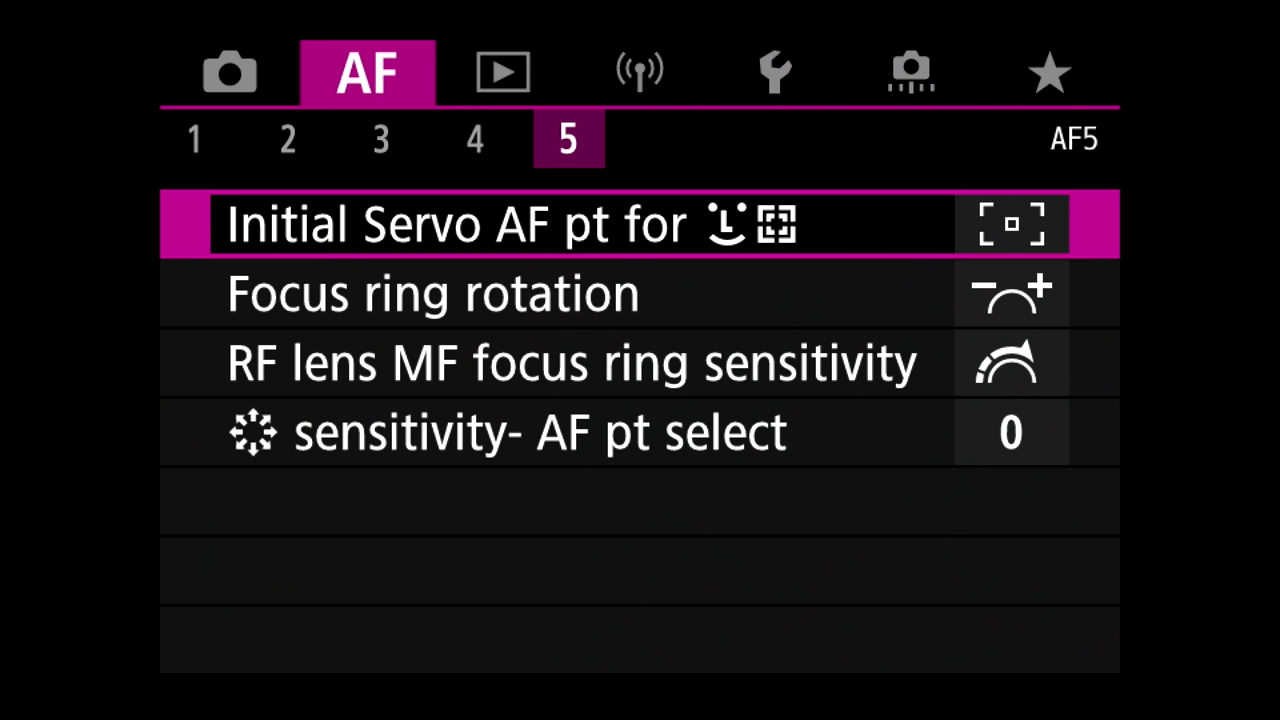 AF
1 2 3 4 5 AF5
Initial Servo AF pt for
Focus ring rotation
RF lens MF focus ring sensitivity
sensitivity- AF pt select 0